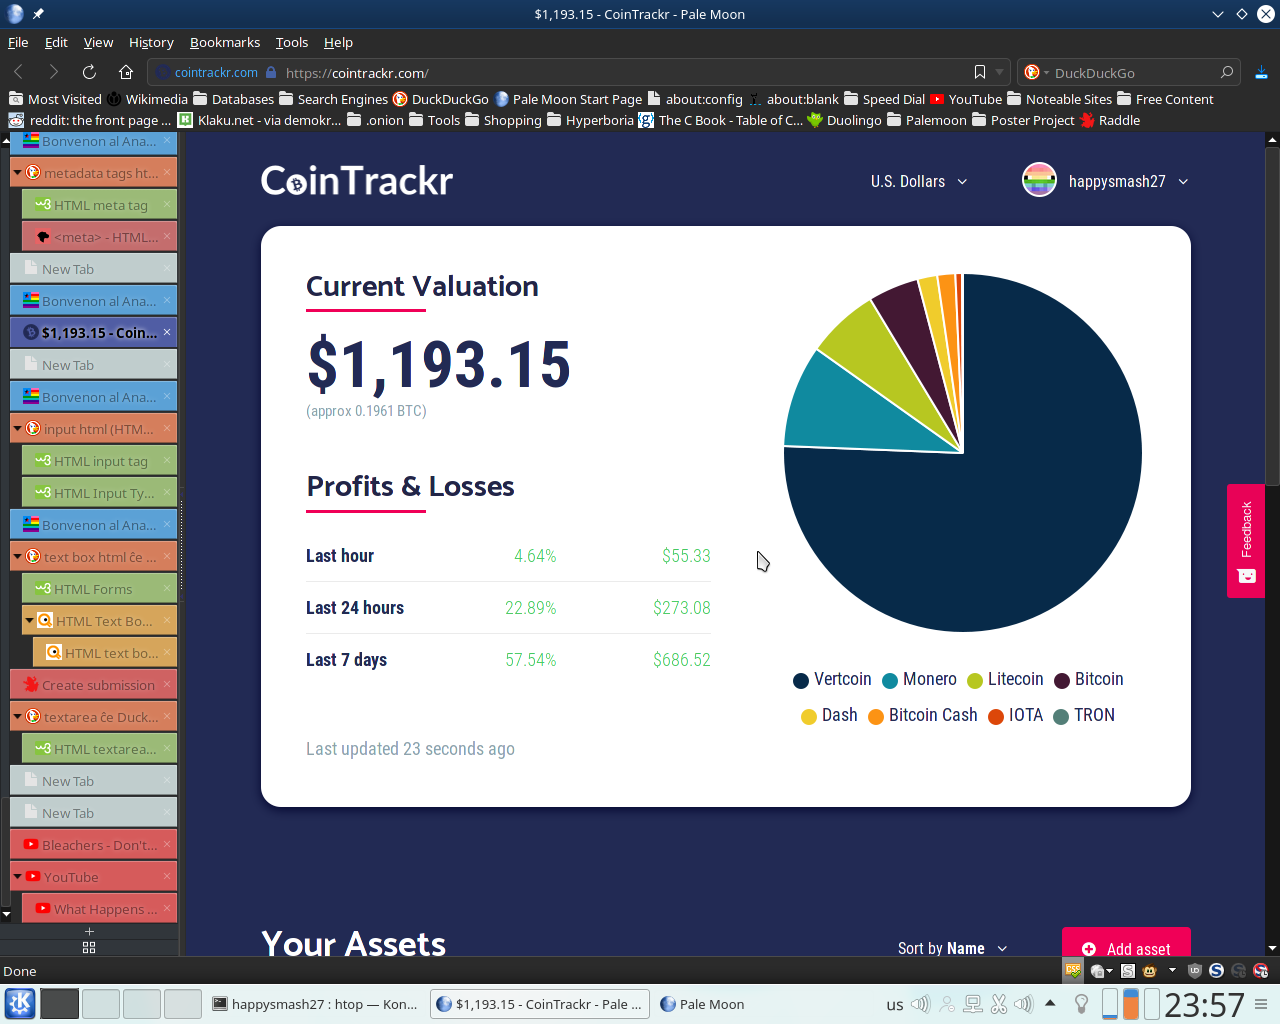 $1,193.15 - CoinTrackr - Pale Moon
File Edit View History Bookmarks Tools Help
cointrackr.com https://cointrackr.com/ DuckDuckGo
Most Visited Wikimedia Databases Search Engines DuckDuckGo Pale Moon Start Page about:config about:blank Speed Dial YouTube Noteable Sites Free Content
reddit: the front page ... Klaku.net - via demokr... .onion Tools Shopping Hyperboria The C Book - Table of C... Duolingo Palemoon Poster Project Raddle
Bonvenon al Ana...
metadata tags ht...
HTML meta tag
<meta> - HTML...
New Tab
Bonvenon al Ana...
$1,193.15 - Coin...
New Tab
Bonvenon al Ana...
input html (HTM...
HTML input tag
HTML Input Ty...
Bonvenon al Ana...
text box html ĉe ...
HTML Forms
HTML Text Bo...
HTML text bo...
Create submission
textarea ĉe Duck...
HTML textarea...
New Tab
New Tab
Bleachers - Don't...
YouTube
What Happens ...
CoinTrackr
U.S. Dollars
happysmash27
Current Valuation
$1,193.15
(approx 0.1961 BTC)
Profits & Losses
Last hour 4.64% $55.33
Last 24 hours 22.89% $273.08
Last 7 days 57.54% $686.52
Last updated 23 seconds ago
Vertcoin Monero Litecoin Bitcoin
Dash Bitcoin Cash IOTA TRON
Feedback
Your Assets
Sort by Name
Add asset
Done
happysmash27 : htop — Kon...
$1,193.15 - CoinTrackr - Pale ...
Pale Moon
us
23:57